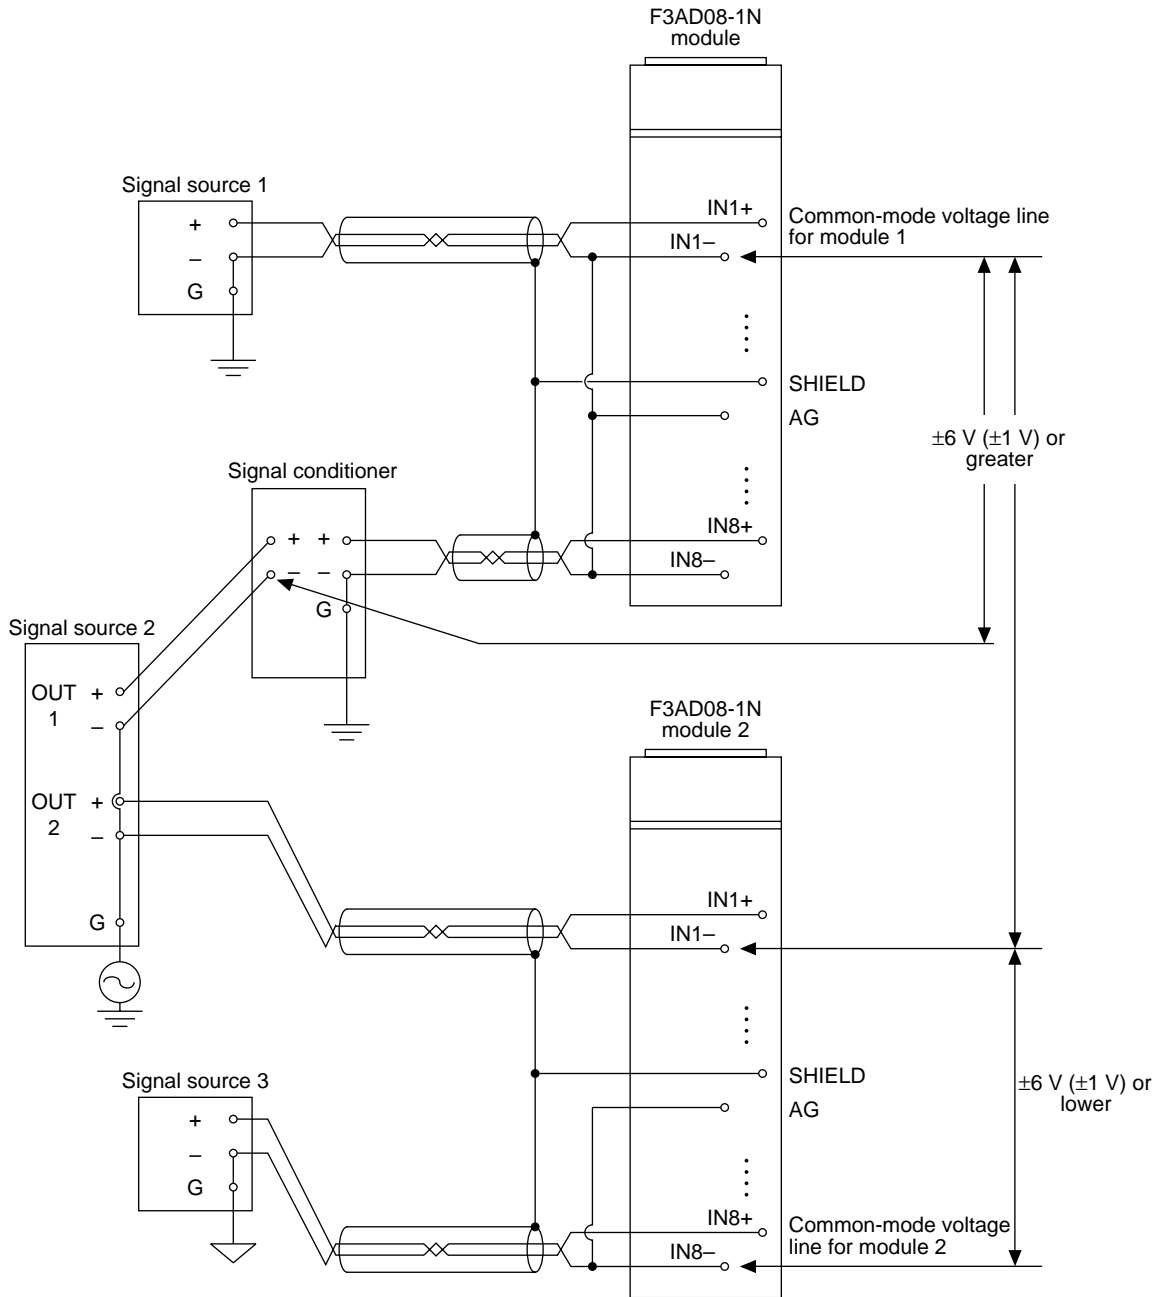 F3AD08-1N
module
Signal source 1
+
–
G
IN1+
IN1–
Common-mode voltage line
for module 1
SHIELD
AG
±6 V (±1 V) or
greater
Signal conditioner
+ +
– –
G
IN8+
IN8–
Signal source 2
OUT +
1 –
OUT +
2 –
G
F3AD08-1N
module 2
IN1+
IN1–
SHIELD
AG
±6 V (±1 V) or
lower
Signal source 3
+
–
G
IN8+
IN8–
Common-mode voltage
line for module 2